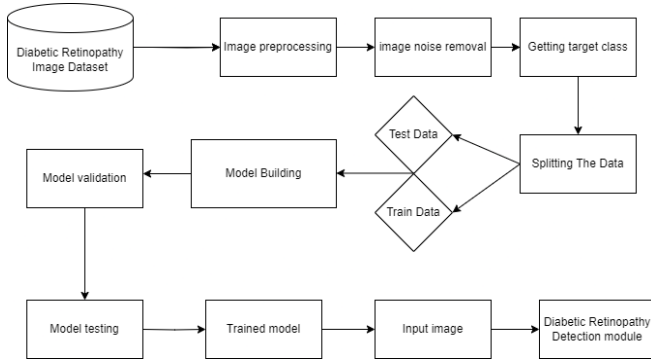 Diabetic Retinopathy
Image Dataset
Image preprocessing
image noise removal
Getting target class
Test Data
Splitting The Data
Model Building
Model validation
Train Data
Model testing
Trained model
Input image
Diabetic Retinopathy
Detection module